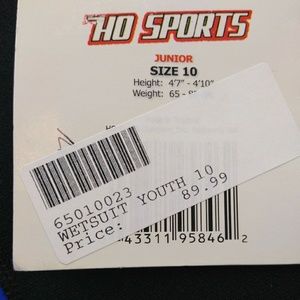 HO SPORTS
JUNIOR
SIZE 10
Height: 4'7" - 4'10"
Weight: 65 -
65010023
WETSUIT YOUTH 10
Price: 89.99
43311 95846 2